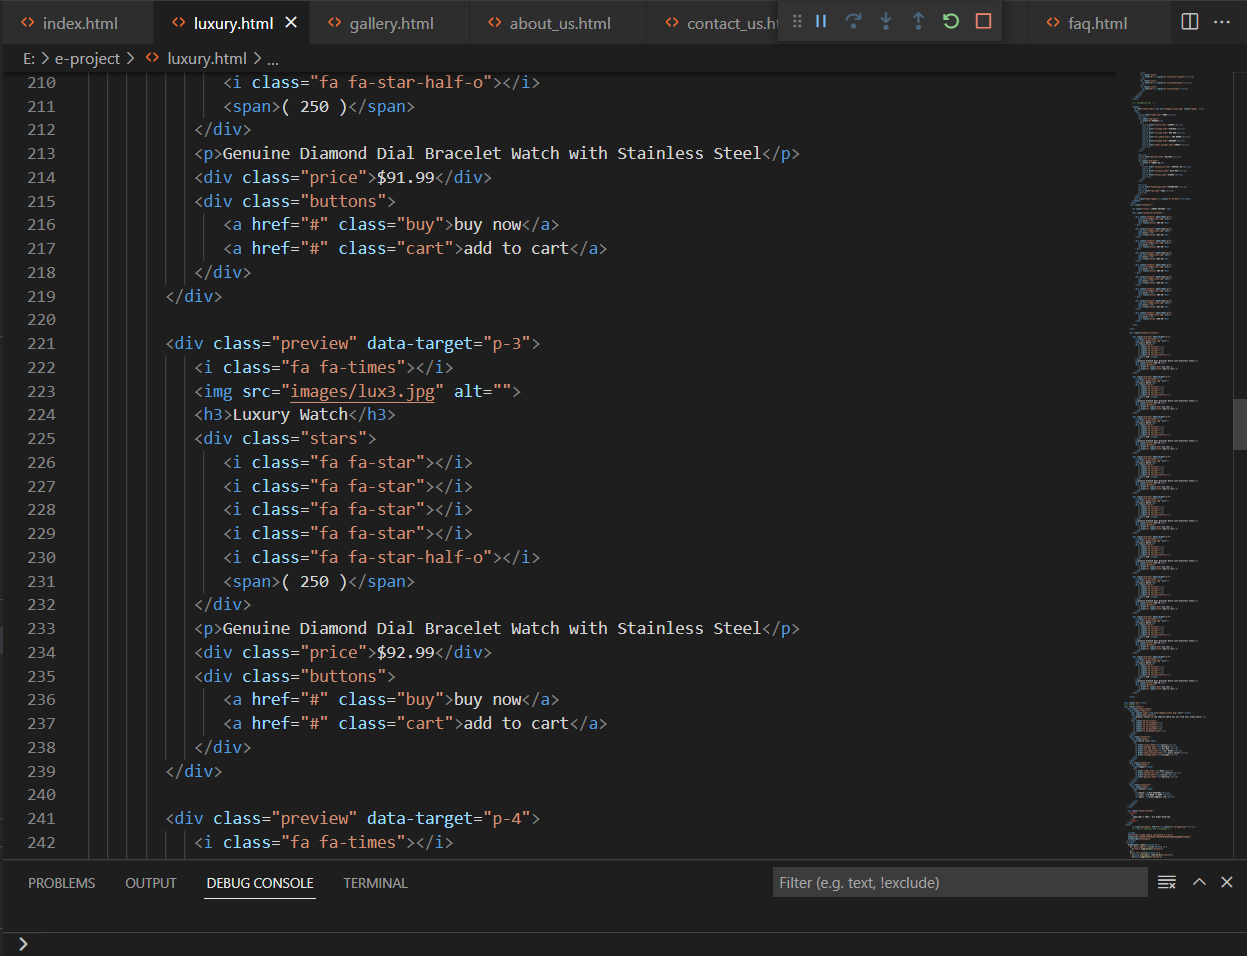 index.html luxury.html gallery.html about_us.html contact_us.h faq.html
E: > e-project > luxury.html > ...
210 <i class="fa fa-star-half-o"></i>
211 <span>( 250 )</span>
212 </div>
213 <p>Genuine Diamond Dial Bracelet Watch with Stainless Steel</p>
214 <div class="price">$91.99</div>
215 <div class="buttons">
216 <a href="#" class="buy">buy now</a>
217 <a href="#" class="cart">add to cart</a>
218 </div>
219 </div>
220
221 <div class="preview" data-target="p-3">
222 <i class="fa fa-times"></i>
223 <img src="images/lux3.jpg" alt="">
224 <h3>Luxury Watch</h3>
225 <div class="stars">
226 <i class="fa fa-star"></i>
227 <i class="fa fa-star"></i>
228 <i class="fa fa-star"></i>
229 <i class="fa fa-star"></i>
230 <i class="fa fa-star-half-o"></i>
231 <span>( 250 )</span>
232 </div>
233 <p>Genuine Diamond Dial Bracelet Watch with Stainless Steel</p>
234 <div class="price">$92.99</div>
235 <div class="buttons">
236 <a href="#" class="buy">buy now</a>
237 <a href="#" class="cart">add to cart</a>
238 </div>
239 </div>
240
241 <div class="preview" data-target="p-4">
242 <i class="fa fa-times"></i>
PROBLEMS OUTPUT DEBUG CONSOLE TERMINAL Filter (e.g. text, !exclude)